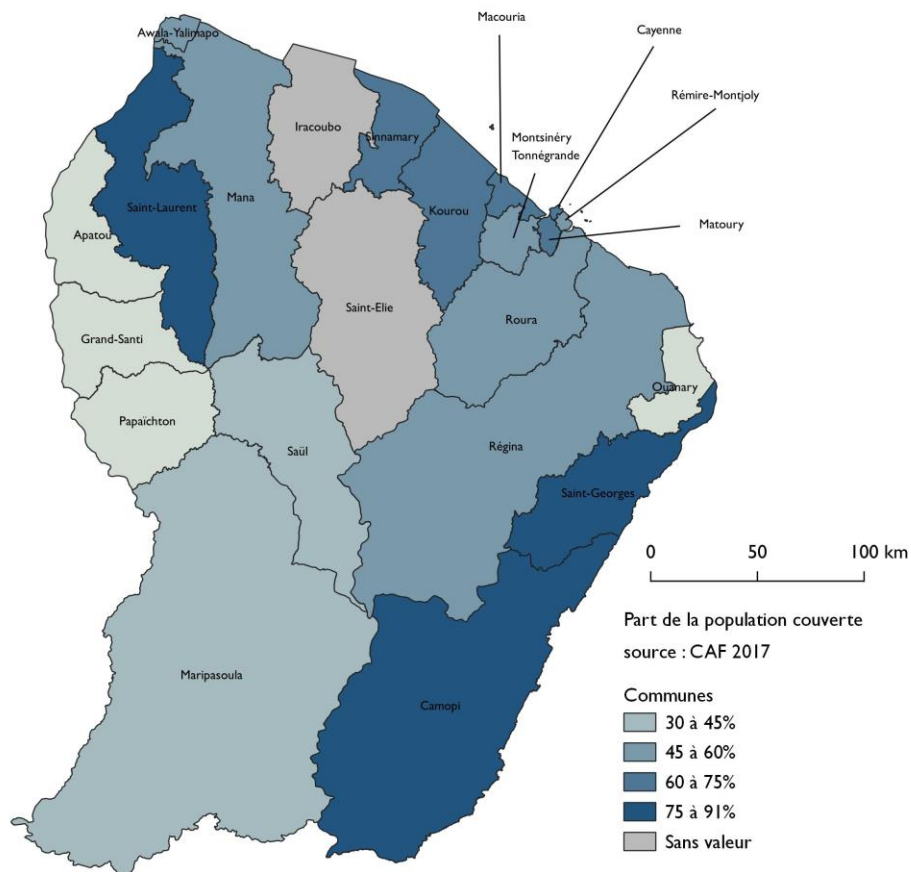 Macouria
Cayenne
Awala-Yalimapo
Rémire-Montjoly
Iracoubo
Sinnamary
Montsinéry
Tonnégrande
Mana
Saint-Laurent
Kourou
Matoury
Apatou
Saint-Elie
Roura
Grand-Santi
Ouanary
Papaïchton
Saül
Régina
Saint-Georges
0 50 100 km
Part de la population couverte
source : CAF 2017
Maripasoula
Camopi
Communes
30 à 45%
45 à 60%
60 à 75%
75 à 91%
Sans valeur